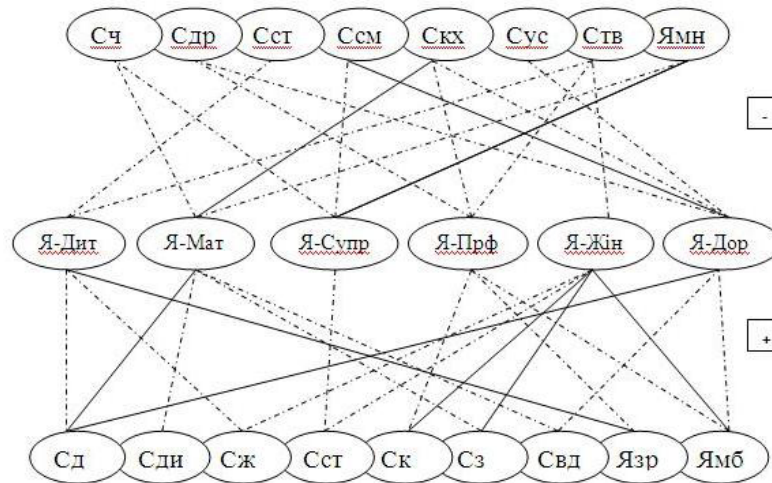 Сч Сдр Сст Ссм Скх Сус Ств Ямн
-
Я-Дит Я-Мат Я-Супр Я-Прф Я-Жін Я-Дор
+
Сд Сди Сж Сст Ск Сз Свд Язр Ямб